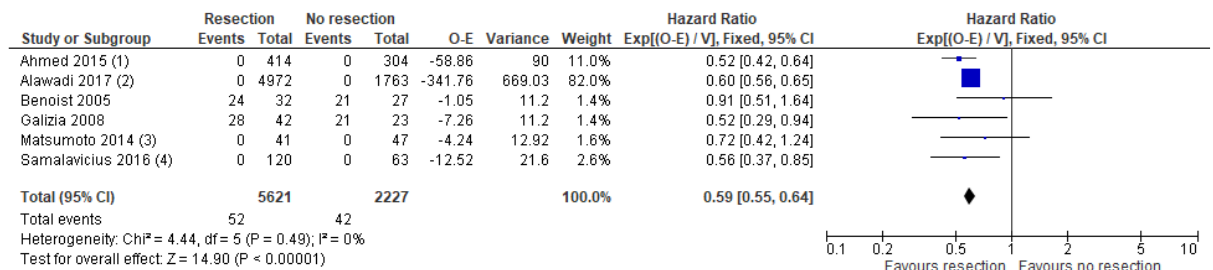 Resection No resection Hazard Ratio Hazard Ratio
Study or Subgroup Events Total Events Total O-E Variance Weight Exp[(O-E) / V], Fixed, 95% CI Exp[(O-E) / V], Fixed, 95% CI
Ahmed 2015 (1) 0 414 0 304 -58.86 90 11.0% 0.52 [0.42, 0.64]
Alawadi 2017 (2) 0 4972 0 1763 -341.76 669.03 82.0% 0.60 [0.56, 0.65]
Benoist 2005 24 32 21 27 -1.05 11.2 1.4% 0.91 [0.51, 1.64]
Galizia 2008 28 42 21 23 -7.26 11.2 1.4% 0.52 [0.29, 0.94]
Matsumoto 2014 (3) 0 41 0 47 -4.24 12.92 1.6% 0.72 [0.42, 1.24]
Samalavicius 2016 (4) 0 120 0 63 -12.52 21.6 2.6% 0.56 [0.37, 0.85]
Total (95% CI) 5621 2227 100.0% 0.59 [0.55, 0.64]
Total events 52 42
Heterogeneity: Chi² = 4.44, df = 5 (P = 0.49); I² = 0%
Test for overall effect: Z = 14.90 (P < 0.00001)
0.1 0.2 0.5 1 2 5 10
Favours resection Favours no resection